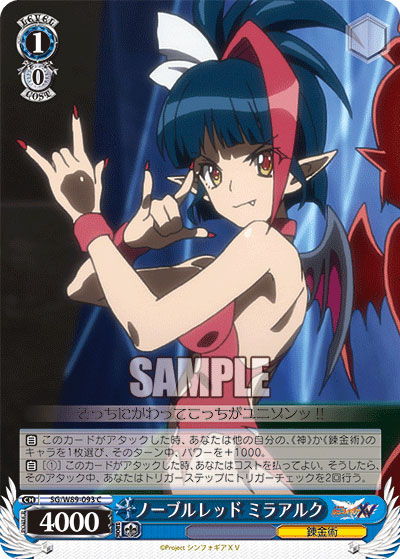 LEVEL
1
0
COST
SAMPLE
そっちにかわってこっちがユニゾンッ!!
自 このカードがアタックした時、あなたは他の自分の、《神》か《錬金術》の
キャラを1枚選び、そのターン中、パワーを+1000。
自 [(1)] このカードがアタックした時、あなたはコストを払ってよい。そうしたら、
そのアタック中、あなたはトリガーステップにトリガーチェックを2回行う。
CH SG/W89-093 C
4000
ノーブルレッド ミラアルク
XV
錬金術
©Project シンフォギアXV